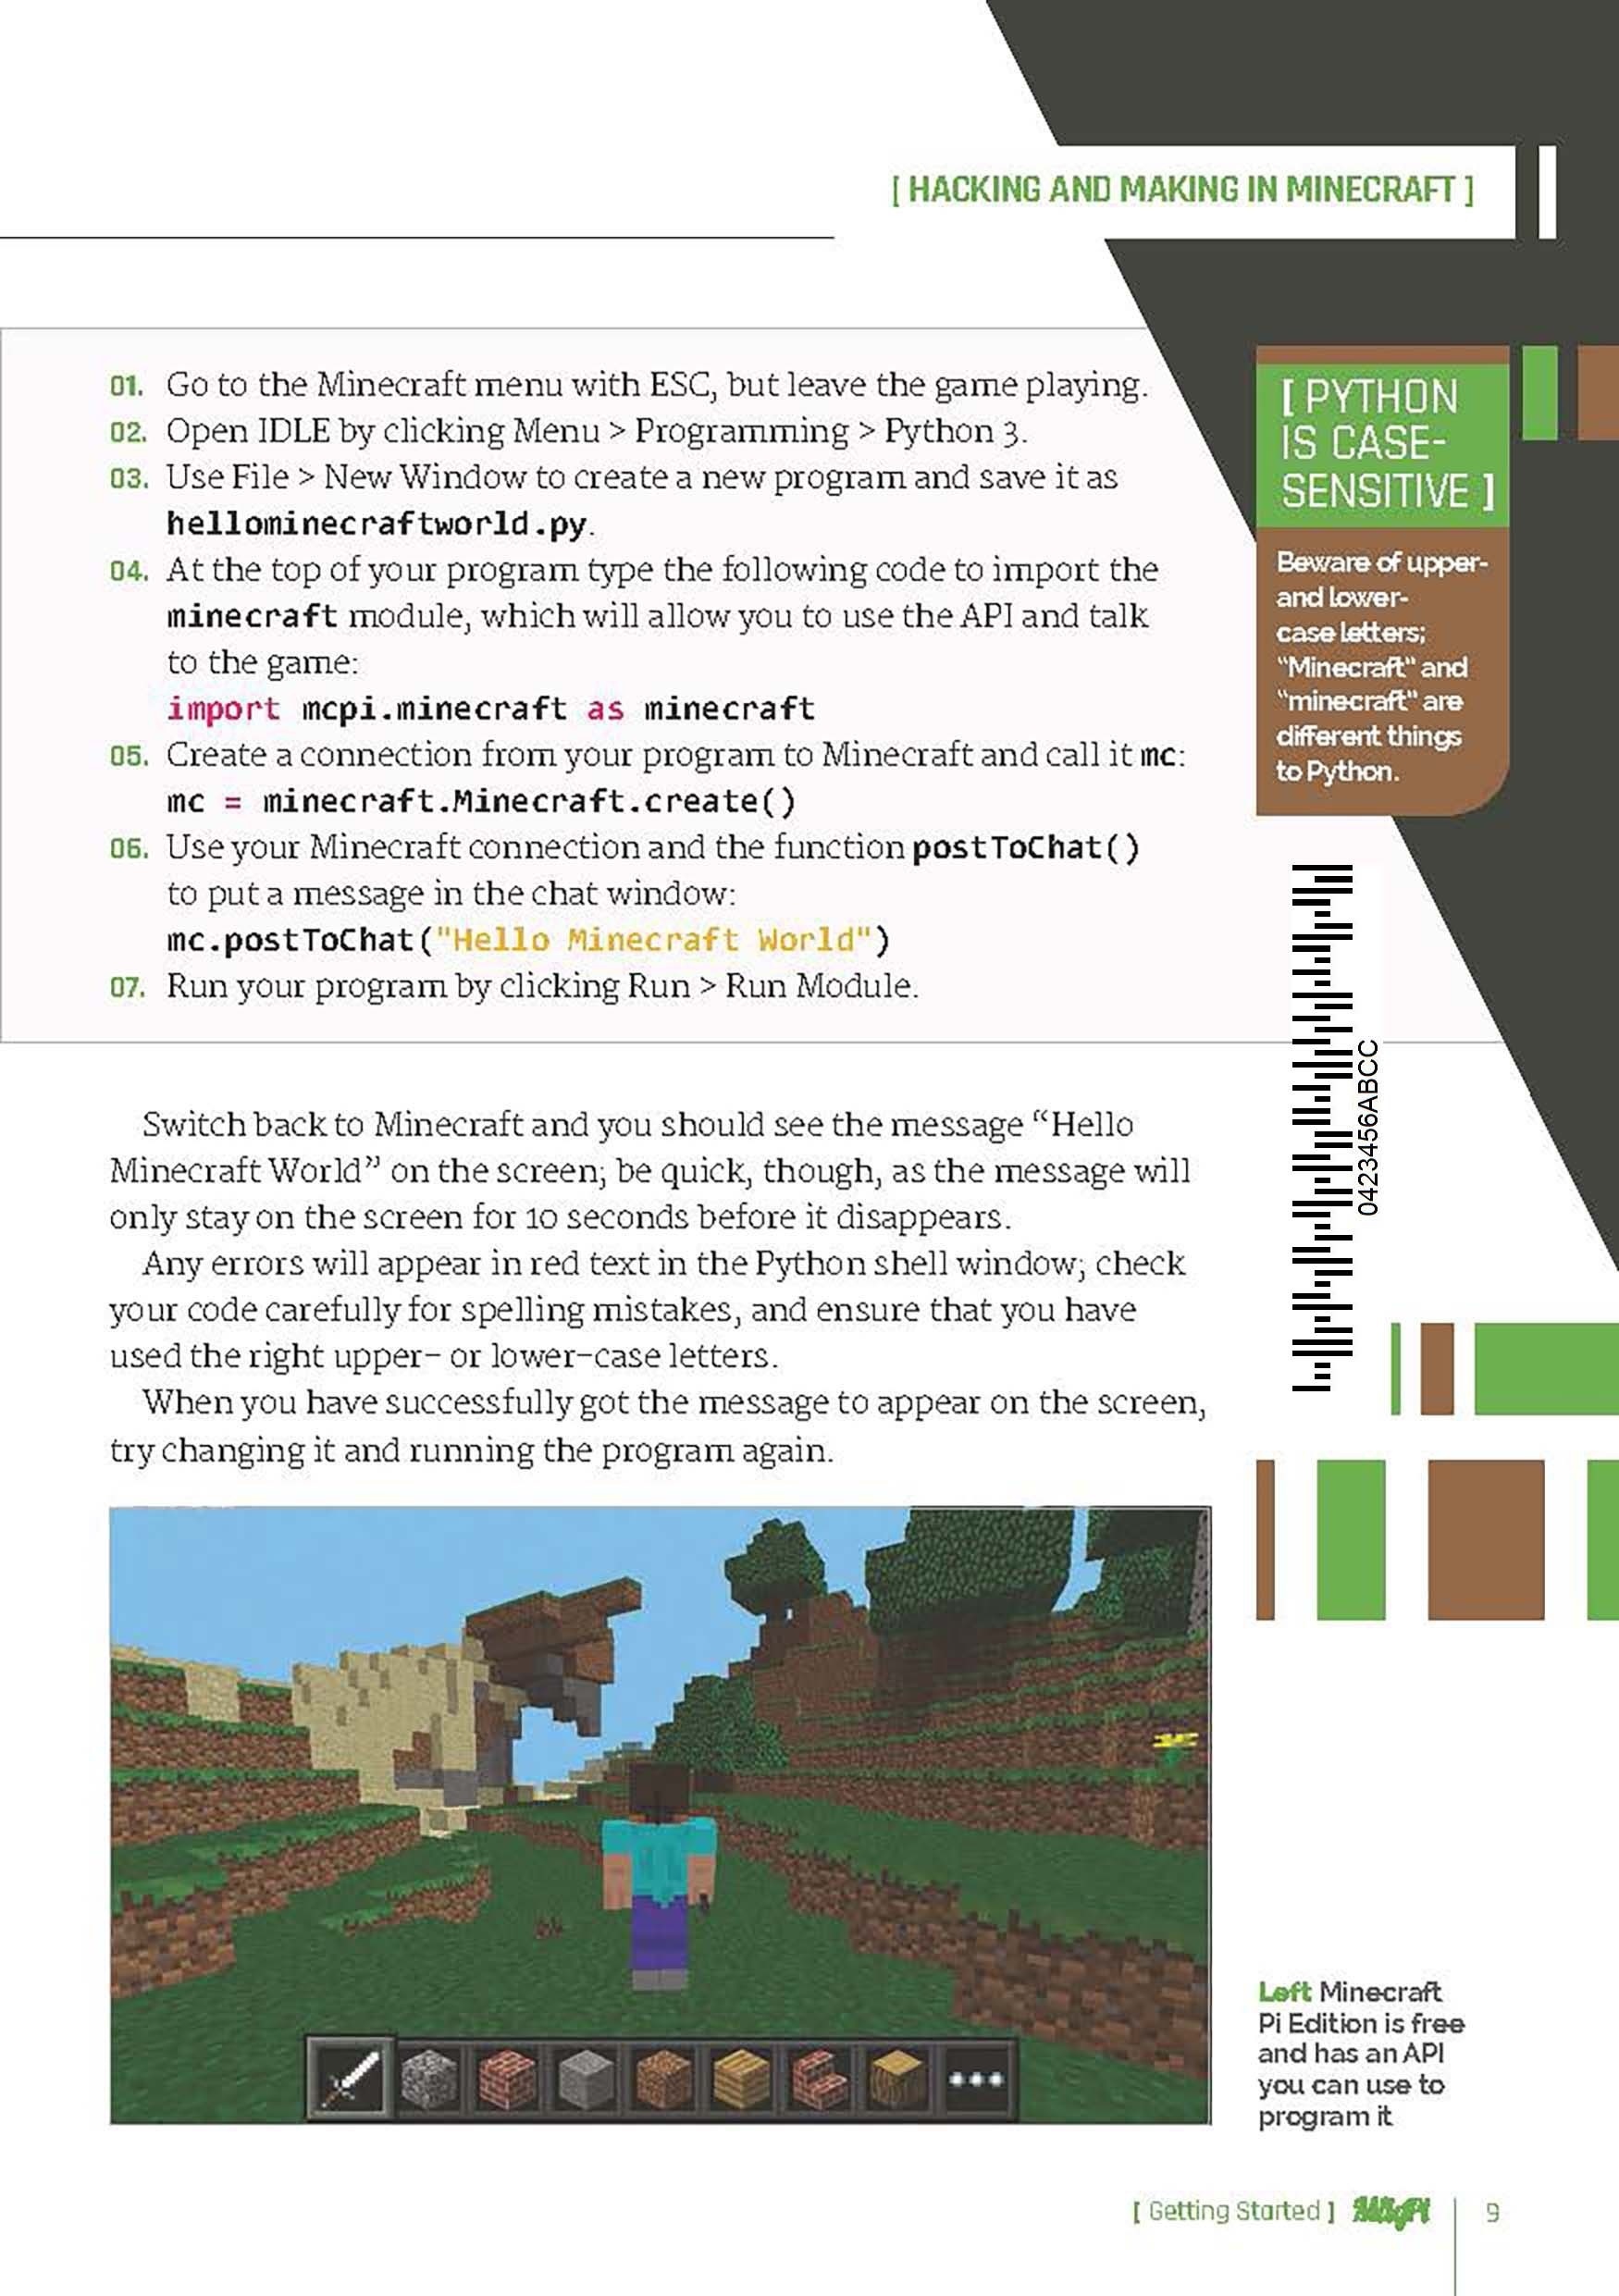 [ HACKING AND MAKING IN MINECRAFT ]
01. Go to the Minecraft menu with ESC, but leave the game playing.
02. Open IDLE by clicking Menu > Programming > Python 3.
03. Use File > New Window to create a new program and save it as
hellominecraftworld.py.
04. At the top of your program type the following code to import the
minecraft module, which will allow you to use the API and talk
to the game:
import mcpi.minecraft as minecraft
05. Create a connection from your program to Minecraft and call it mc:
mc = minecraft.Minecraft.create()
06. Use your Minecraft connection and the function postToChat()
to put a message in the chat window:
mc.postToChat("Hello Minecraft World")
07. Run your program by clicking Run > Run Module.
[ PYTHON
IS CASE-
SENSITIVE ]
Beware of upper-
and lower-
case letters;
“Minecraft” and
“minecraft” are
different things
to Python.
0423456ABCC
Switch back to Minecraft and you should see the message “Hello
Minecraft World” on the screen; be quick, though, as the message will
only stay on the screen for 10 seconds before it disappears.
Any errors will appear in red text in the Python shell window; check
your code carefully for spelling mistakes, and ensure that you have
used the right upper- or lower-case letters.
When you have successfully got the message to appear on the screen,
try changing it and running the program again.
Left Minecraft
Pi Edition is free
and has an API
you can use to
program it
[ Getting Started ] 9